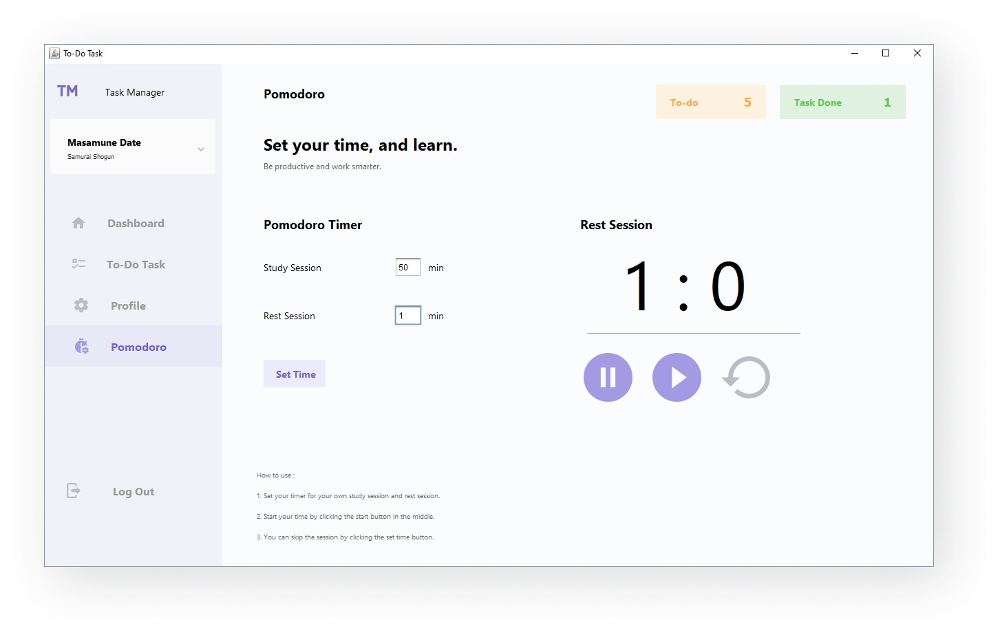 To-Do Task
TM Task Manager
Masamune Date
Samurai Shogun
Dashboard
To-Do Task
Profile
Pomodoro
Log Out
Pomodoro
To-do 5
Task Done 1
Set your time, and learn.
Be productive and work smarter.
Pomodoro Timer
Study Session 50 min
Rest Session 1 min
Set Time
Rest Session
1 : 0
How to use :
1. Set your timer for your own study session and rest session.
2. Start your time by clicking the start button in the middle.
3. You can skip the session by clicking the set time button.